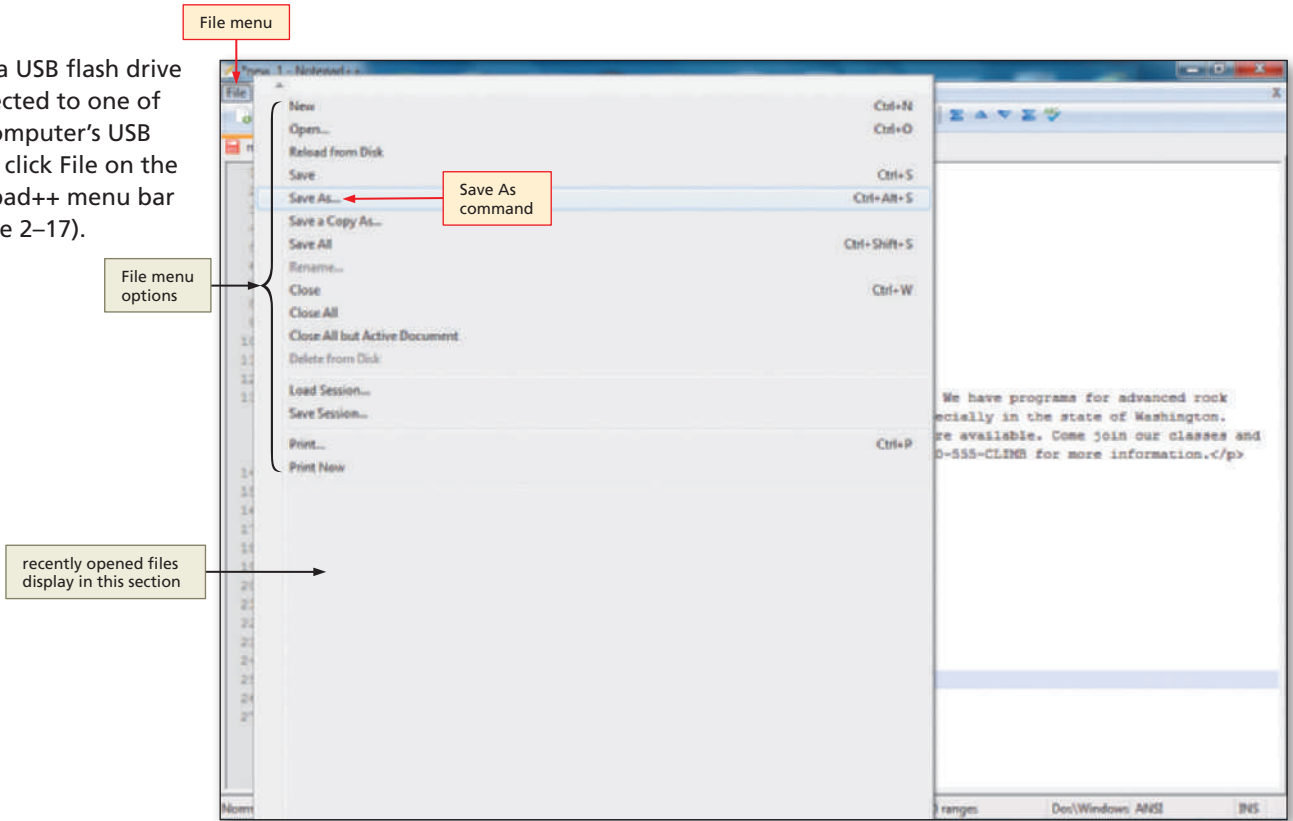 File menu
a USB flash drive
ected to one of
omputer's USB
click File on the
pad++ menu bar
e 2–17).
*new 1 - Notepad++
File
X
New Ctrl+N
Open... Ctrl+O
Reload from Disk
Save Ctrl+S
Save As... Ctrl+Alt+S
Save As
command
Save a Copy As...
Save All Ctrl+Shift+S
Rename...
File menu
options
Close Ctrl+W
Close All
Close All but Active Document
Delete from Disk
Load Session...
Save Session...
Print... Ctrl+P
Print Now
We have programs for advanced rock
ecially in the state of Washington.
re available. Come join our classes and
0-555-CLIMB for more information.</p>
recently opened files
display in this section
ranges Dos\Windows ANSI INS